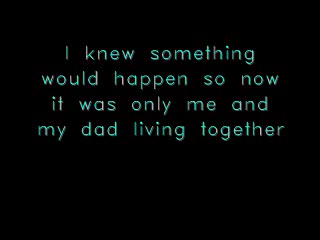 I knew something
would happen so now
it was only me and
my dad living together